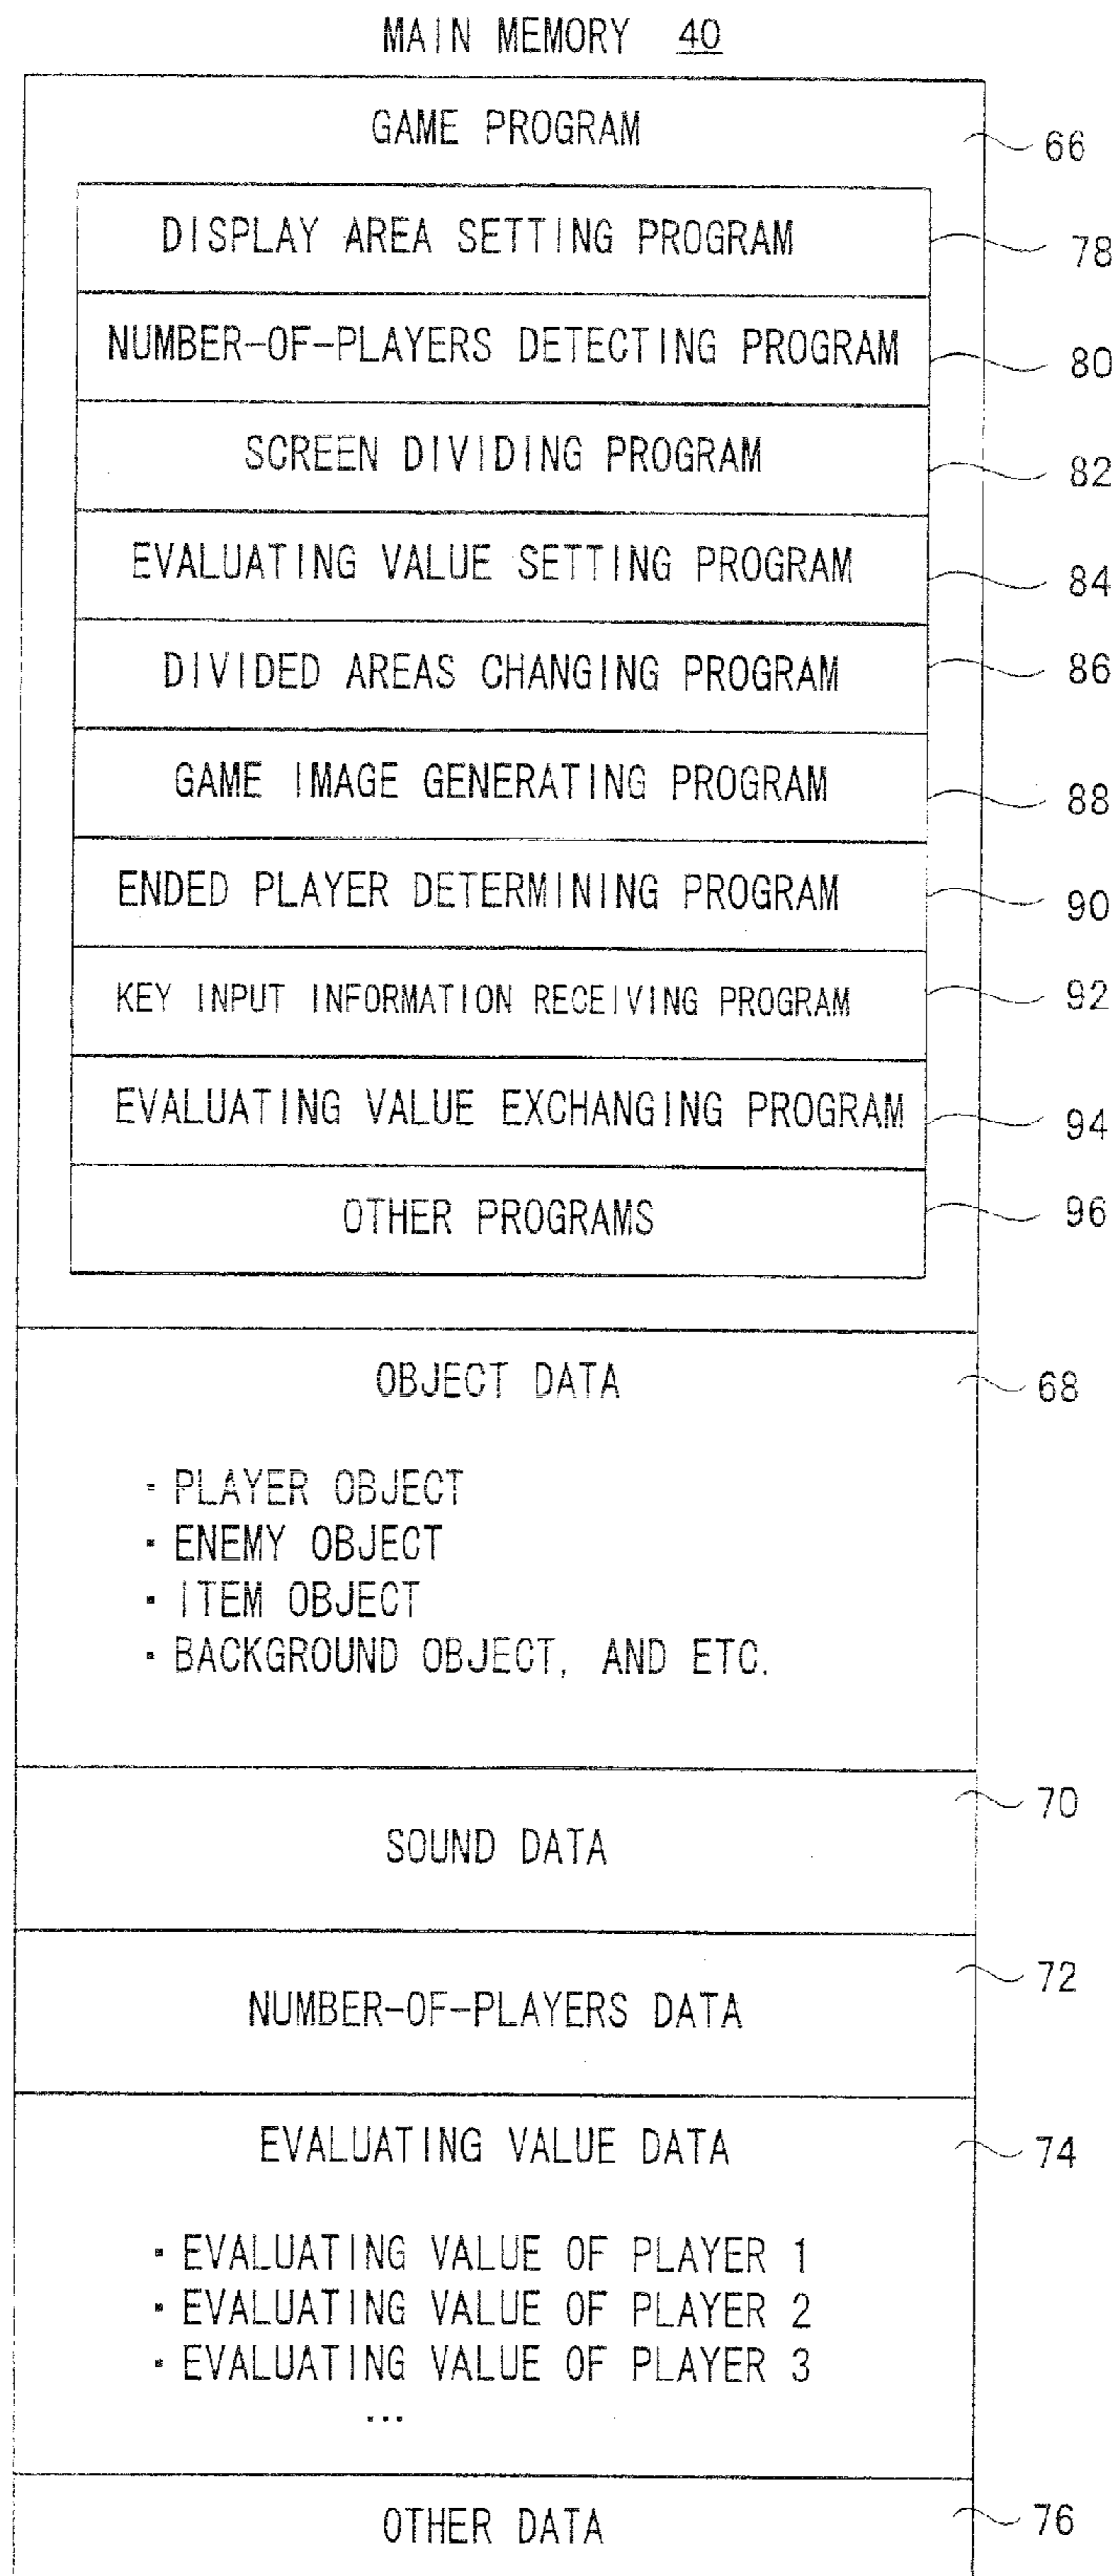 MAIN MEMORY 40
GAME PROGRAM 66
DISPLAY AREA SETTING PROGRAM 78
NUMBER-OF-PLAYERS DETECTING PROGRAM 80
SCREEN DIVIDING PROGRAM 82
EVALUATING VALUE SETTING PROGRAM 84
DIVIDED AREAS CHANGING PROGRAM 86
GAME IMAGE GENERATING PROGRAM 88
ENDED PLAYER DETERMINING PROGRAM 90
KEY INPUT INFORMATION RECEIVING PROGRAM 92
EVALUATING VALUE EXCHANGING PROGRAM 94
OTHER PROGRAMS 96
OBJECT DATA 68
· PLAYER OBJECT
· ENEMY OBJECT
· ITEM OBJECT
· BACKGROUND OBJECT, AND ETC.
SOUND DATA 70
NUMBER-OF-PLAYERS DATA 72
EVALUATING VALUE DATA 74
· EVALUATING VALUE OF PLAYER 1
· EVALUATING VALUE OF PLAYER 2
· EVALUATING VALUE OF PLAYER 3
...
OTHER DATA 76